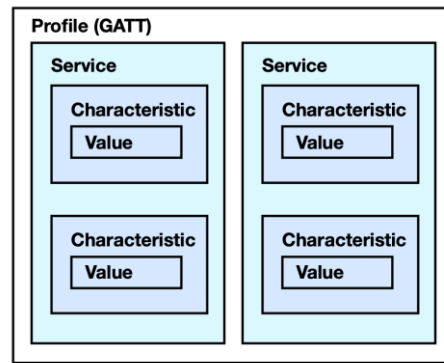 Profile (GATT)
Service
Characteristic
Value
Characteristic
Value
Service
Characteristic
Value
Characteristic
Value